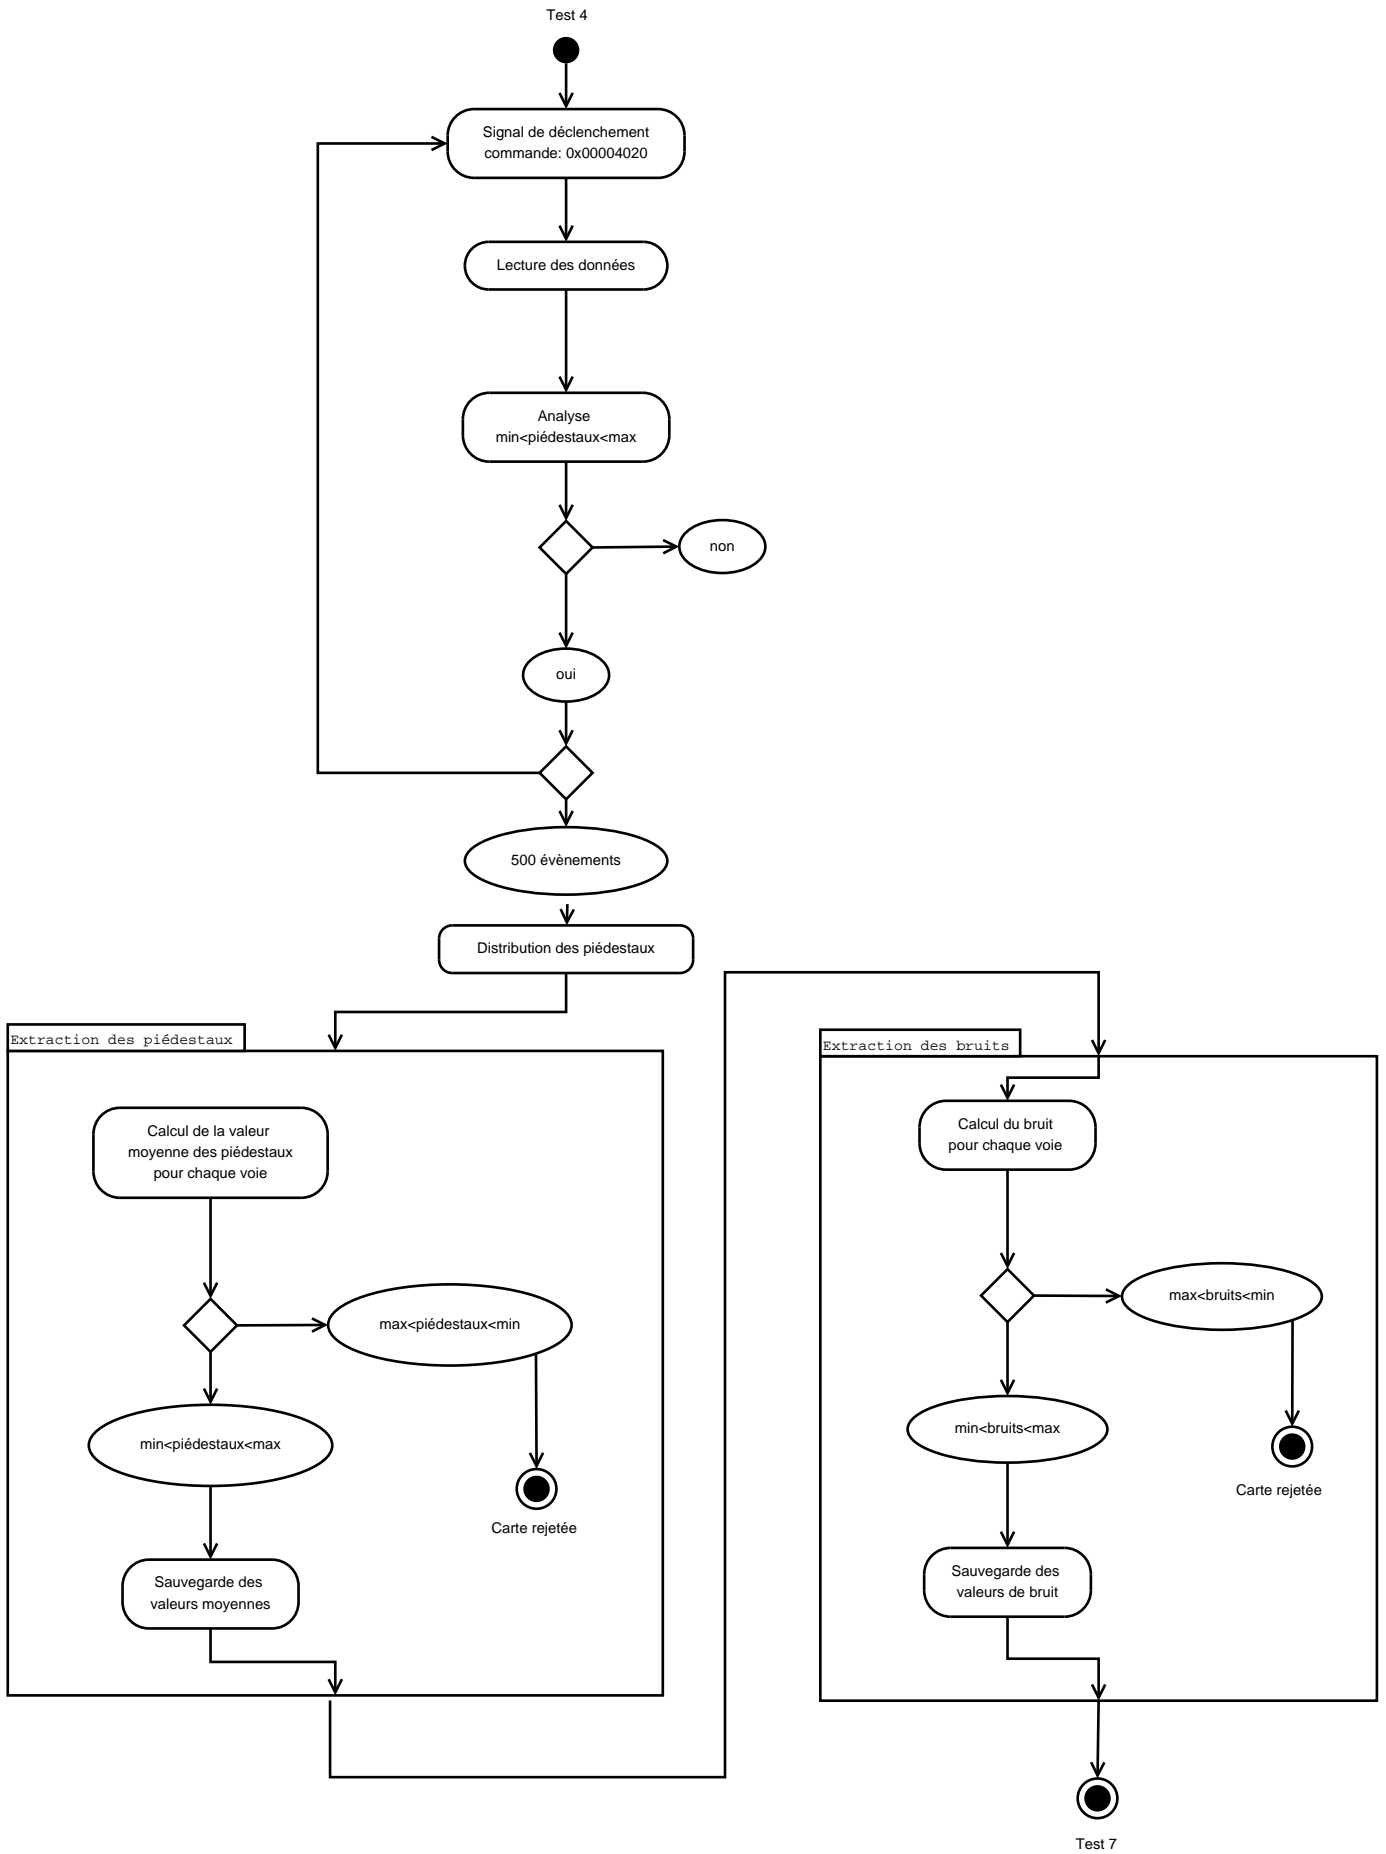 Test 4
Signal de déclenchement
commande: 0x00004020
Lecture des données
Analyse
min<piédestaux<max
non
oui
500 évènements
Distribution des piédestaux
Extraction des piédestaux
Calcul de la valeur
moyenne des piédestaux
pour chaque voie
max<piédestaux<min
min<piédestaux<max
Carte rejetée
Sauvegarde des
valeurs moyennes
Extraction des bruits
Calcul du bruit
pour chaque voie
max<bruits<min
min<bruits<max
Carte rejetée
Sauvegarde des
valeurs de bruit
Test 7